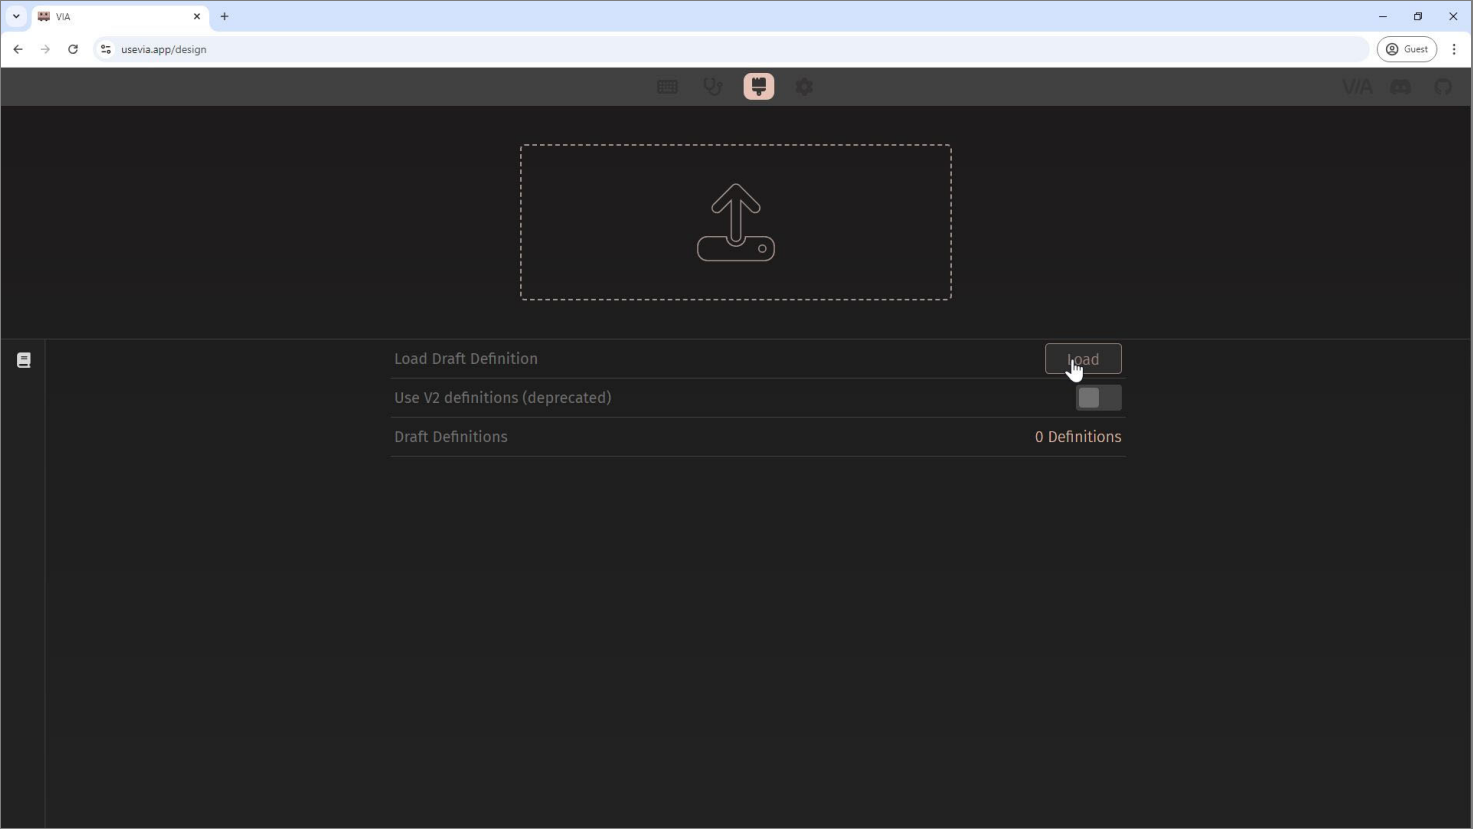 VIA
usevia.app/design
Guest
VIA
Load Draft Definition
Load
Use V2 definitions (deprecated)
Draft Definitions
0 Definitions